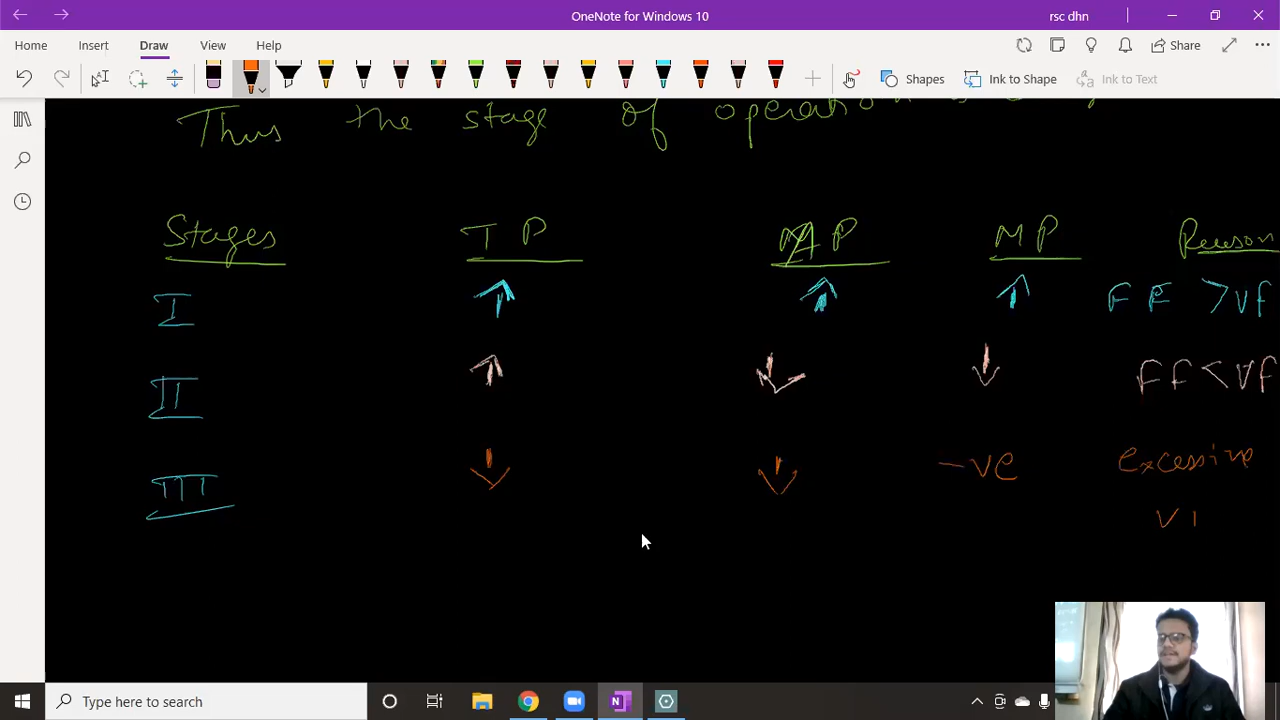 OneNote for Windows 10
rsc dhn
Home Insert Draw View Help
Share
Shapes
Ink to Shape
Ink to Text
Thus the stage of operation
Stages TP AP MP Reason
I ↑ ↑ ↑ FF > VF
II ↑ ↓ ↓ FF < VF
III ↓ ↓ -ve excessive
V
Type here to search